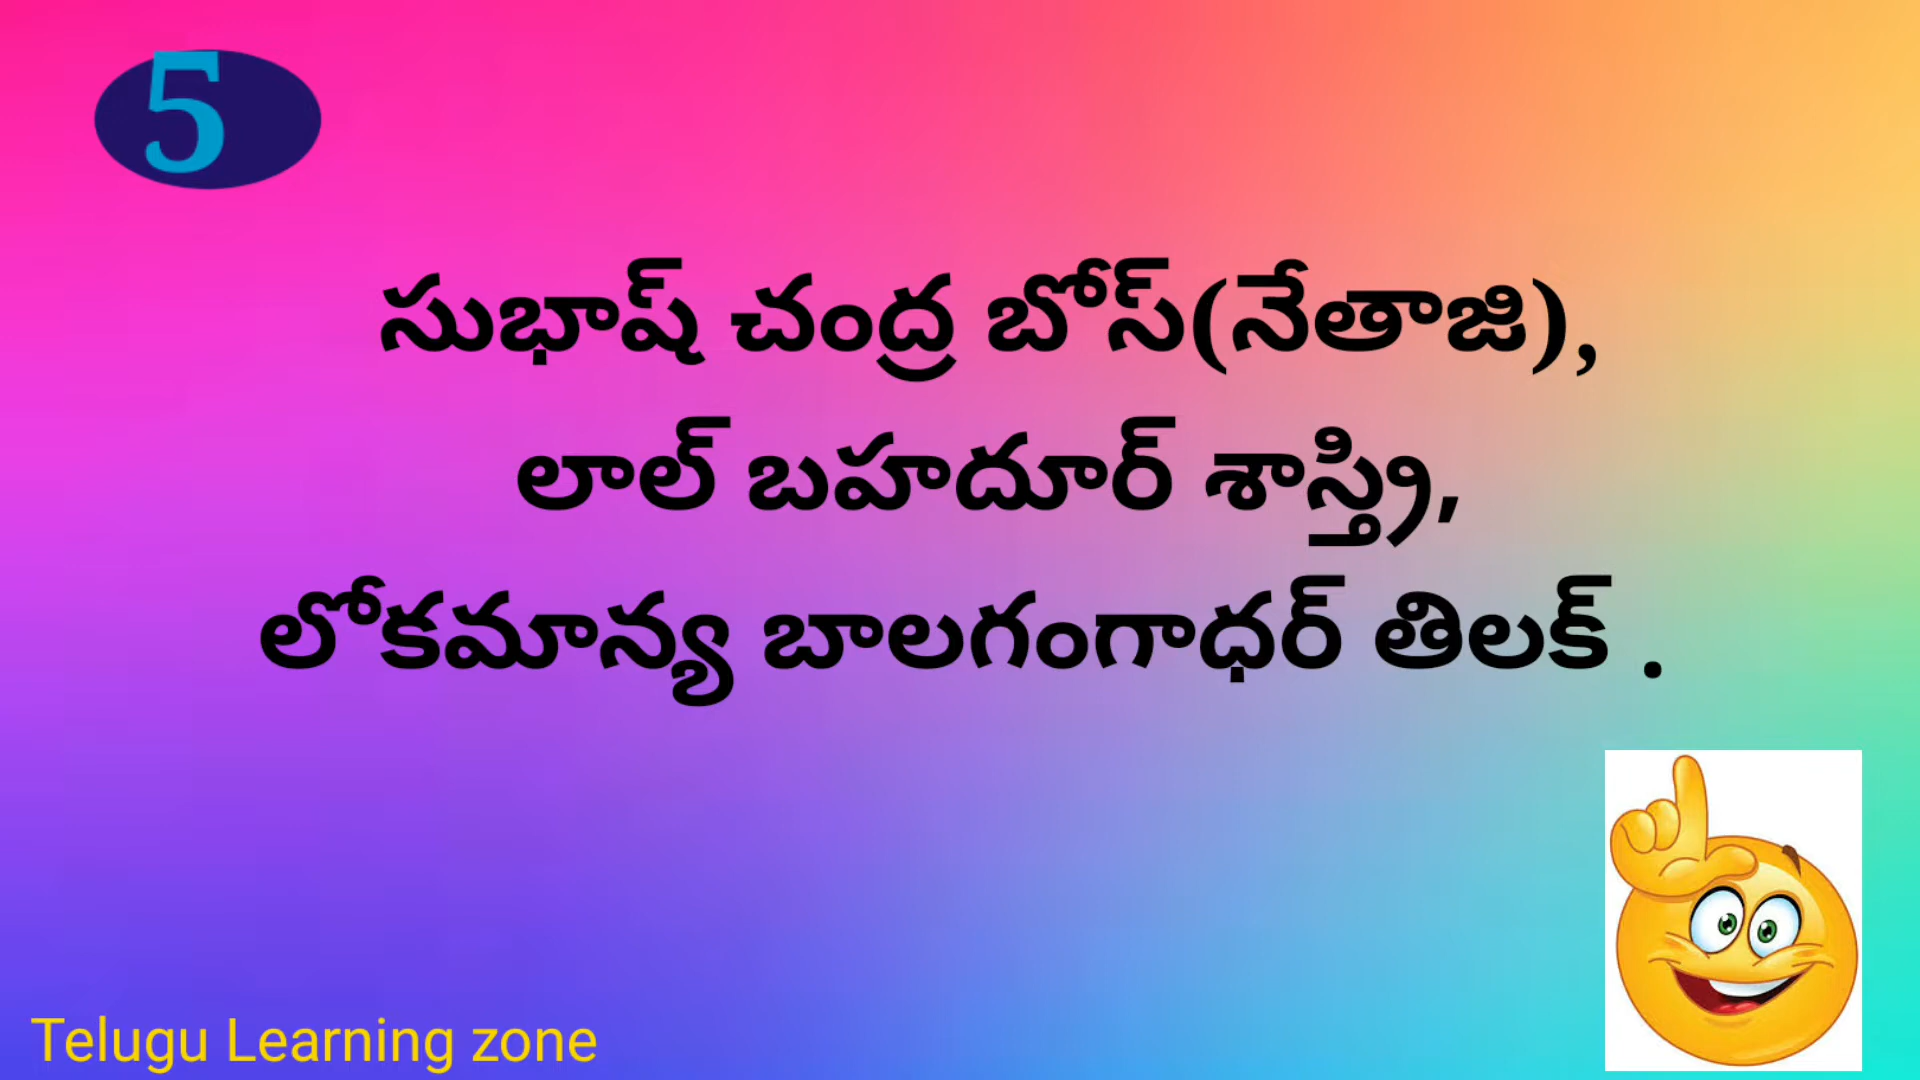 5
సుభాష్ చంద్ర బోస్(నేతాజి),
లాల్ బహదూర్ శాస్త్రి,
లోకమాన్య బాలగంగాధర్ తిలక్ .
Telugu Learning zone